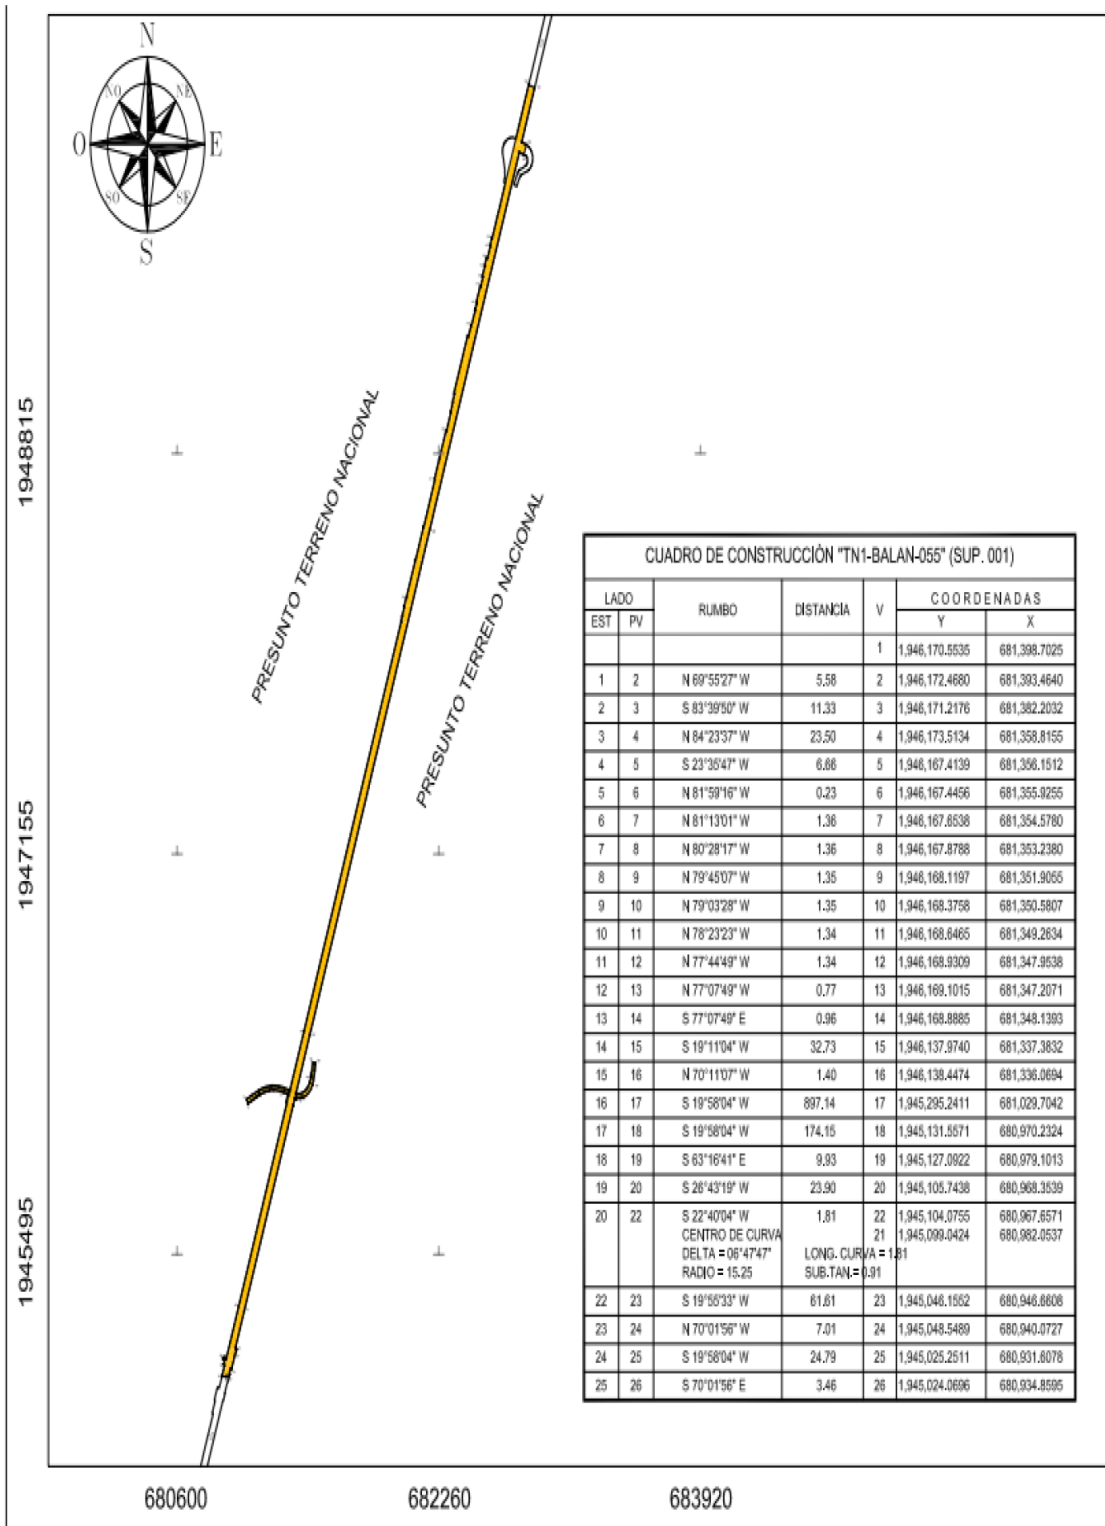 N
NO NE
O E
SO SE
S
1948815
1947155
1945495
PRESUNTO TERRENO NACIONAL
PRESUNTO TERRENO NACIONAL
CUADRO DE CONSTRUCCIÓN "TN1-BALAN-055" (SUP. 001)
LADO RUMBO DISTANCIA V COORDENADAS
EST PV Y X
1 1,946,170.5535 681,398.7025
1 2 N 69°55'27" W 5.58 2 1,946,172.4680 681,393.4640
2 3 S 83°39'50" W 11.33 3 1,946,171.2176 681,382.2032
3 4 N 84°23'37" W 23.50 4 1,946,173.5134 681,358.8155
4 5 S 23°35'47" W 6.66 5 1,946,167.4139 681,356.1512
5 6 N 81°59'16" W 0.23 6 1,946,167.4456 681,355.9255
6 7 N 81°13'01" W 1.36 7 1,946,167.6538 681,354.5780
7 8 N 80°28'17" W 1.36 8 1,946,167.8788 681,353.2380
8 9 N 79°45'07" W 1.35 9 1,946,168.1197 681,351.9055
9 10 N 79°03'28" W 1.35 10 1,946,168.3758 681,350.5807
10 11 N 78°23'23" W 1.34 11 1,946,168.6465 681,349.2634
11 12 N 77°44'49" W 1.34 12 1,946,168.9309 681,347.9538
12 13 N 77°07'49" W 0.77 13 1,946,169.1015 681,347.2071
13 14 S 77°07'49" E 0.96 14 1,946,168.8885 681,348.1393
14 15 S 19°11'04" W 32.73 15 1,946,137.9740 681,337.3832
15 16 N 70°11'07" W 1.40 16 1,946,138.4474 681,336.0694
16 17 S 19°58'04" W 897.14 17 1,945,295.2411 681,029.7042
17 18 S 19°58'04" W 174.15 18 1,945,131.5571 680,970.2324
18 19 S 63°16'41" E 9.93 19 1,945,127.0922 680,979.1013
19 20 S 26°43'19" W 23.90 20 1,945,105.7438 680,968.3539
20 22 S 22°40'04" W 1.81 22 1,945,104.0755 680,967.6571
CENTRO DE CURVA 21 1,945,099.0424 680,982.0537
DELTA = 06°47'47" LONG. CURVA = 1.81
RADIO = 15.25 SUB.TAN.= 0.91
22 23 S 19°55'33" W 61.61 23 1,945,046.1552 680,946.6608
23 24 N 70°01'56" W 7.01 24 1,945,048.5489 680,940.0727
24 25 S 19°58'04" W 24.79 25 1,945,025.2511 680,931.6078
25 26 S 70°01'56" E 3.46 26 1,945,024.0696 680,934.8595
680600 682260 683920